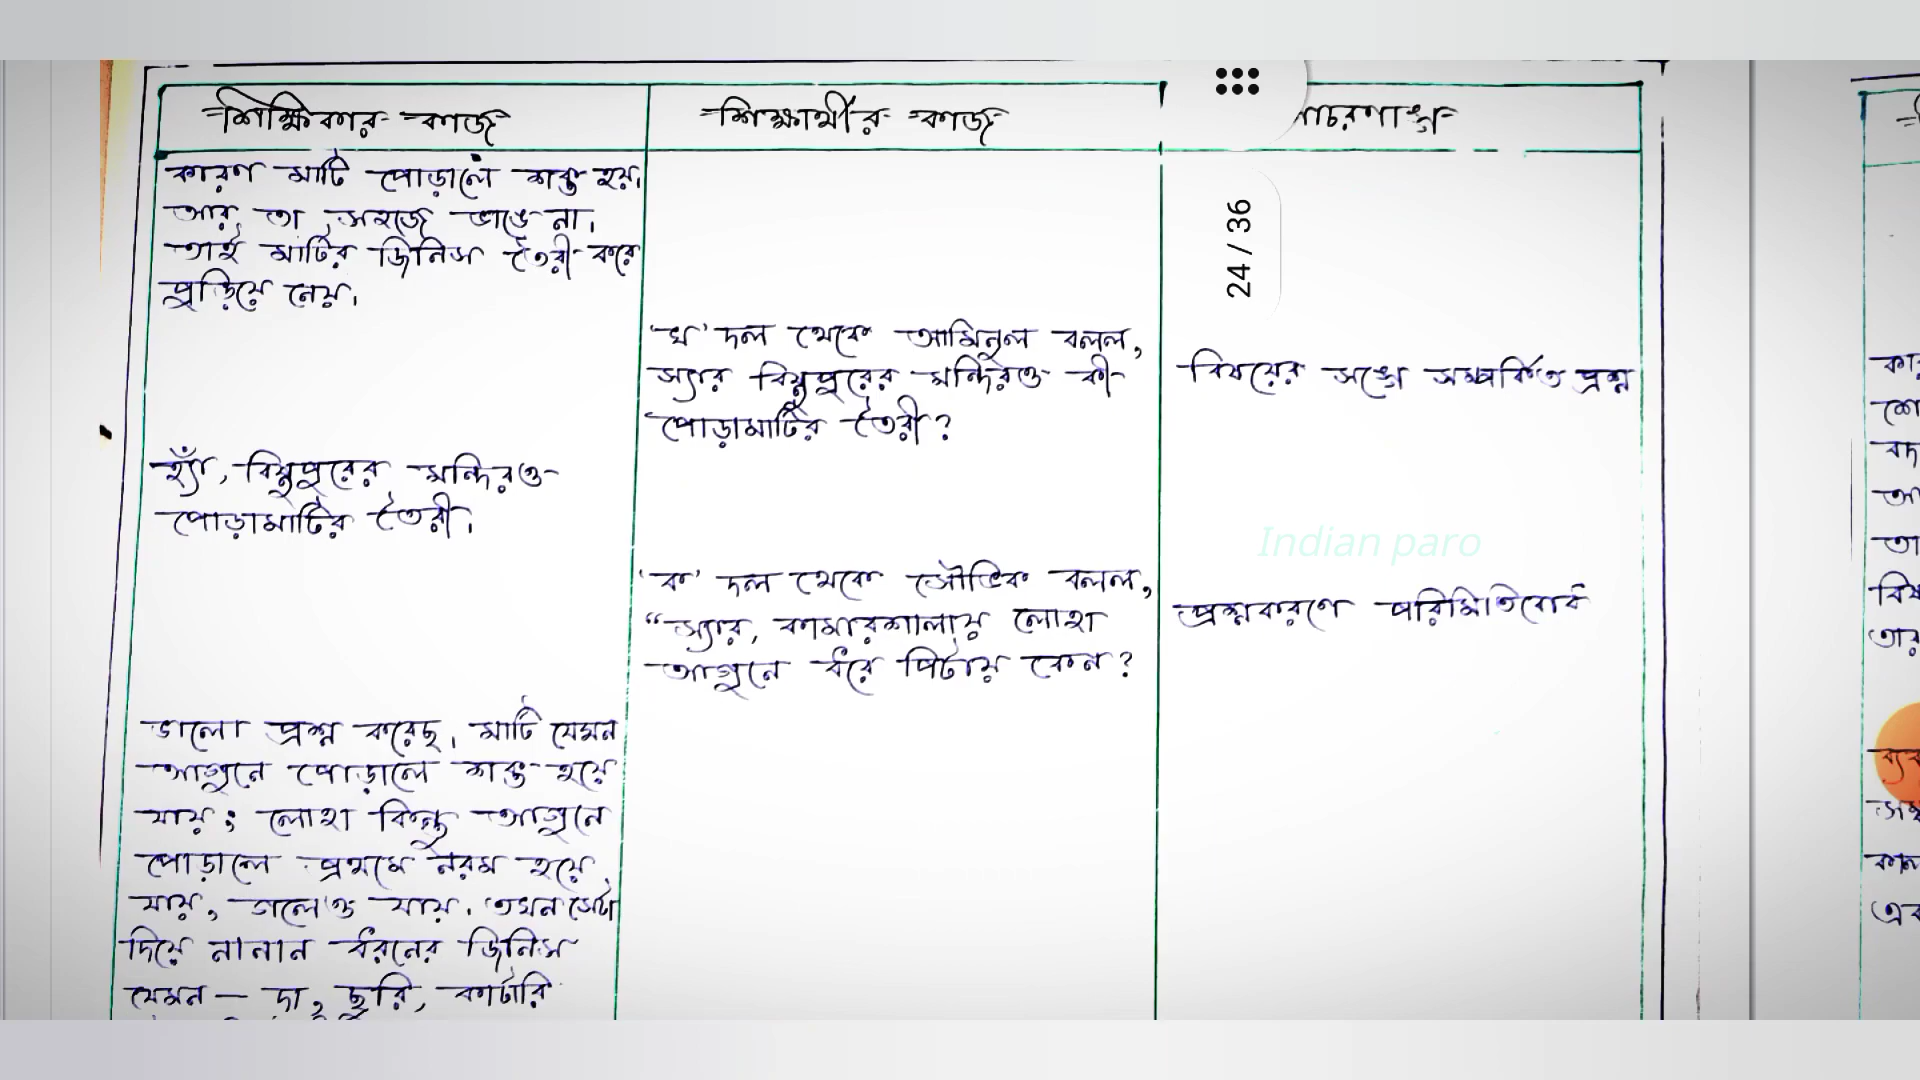 শিক্ষিকার কাজ
শিক্ষার্থীর কাজ
াচরণাঙ্গ
কারণ মাটি পোড়ালে শক্ত হয়।
আর তা সহজে ভাঙে না।
তাই মাটির জিনিস তৈরী করে
পুড়িয়ে নেয়।
24 / 36
'খ' দল থেকে আমিনুল বলল,
স্যার বিষ্ণুপুরের মন্দিরও কী
পোড়ামাটির তৈরী?
বিষয়ের সঙ্গে সম্পর্কিত প্রশ্ন
হ্যাঁ, বিষ্ণুপুরের মন্দিরও
পোড়ামাটির তৈরী।
Indian paro
'ক' দল থেকে সৌভিক বলল,
“স্যার, কামারশালায় লোহা
আগুনে ধরে পিটায় কেন?
প্রশ্নকরণে পরিমিতিবোধ
ভালো প্রশ্ন করেছ। মাটি যেমন
আগুনে পোড়ালে শক্ত হয়ে
যায়; লোহা কিন্তু আগুনে
পোড়ালে প্রথমে নরম হয়ে
যায়, গলেও যায়। তখন সেটা
দিয়ে নানান ধরনের জিনিস
যেমন — দা, ছুরি, কাটারি